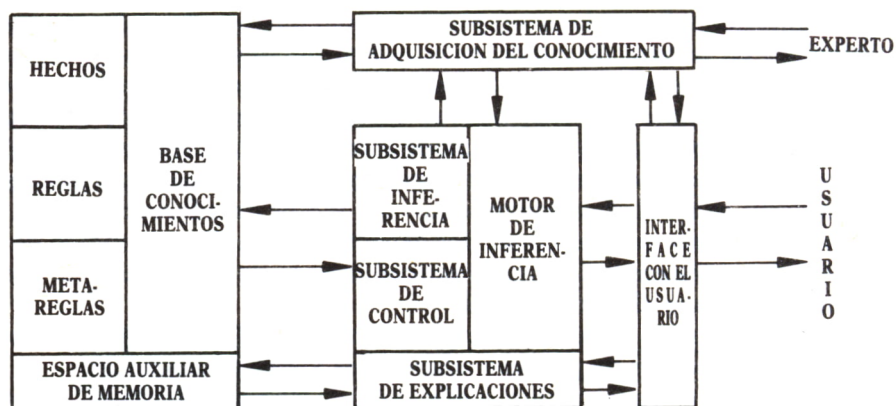 SUBSISTEMA DE
ADQUISICION DEL CONOCIMIENTO
EXPERTO
HECHOS
REGLAS
META-
REGLAS
BASE
DE
CONOCI-
MIENTOS
SUBSISTEMA
DE
INFE-
RENCIA
SUBSISTEMA
DE
CONTROL
MOTOR
DE
INFEREN-
CIA
INTER-
FACE
CON EL
USUA-
RIO
USUARIO
ESPACIO AUXILIAR
DE MEMORIA
SUBSISTEMA
DE EXPLICACIONES